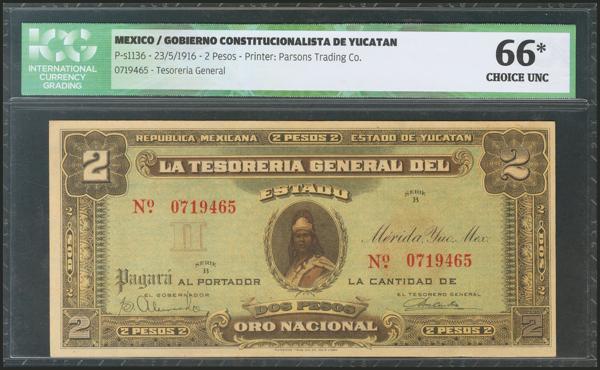 ICG
INTERNATIONAL
CURRENCY
GRADING
MEXICO / GOBIERNO CONSTITUCIONALISTA DE YUCATAN
P-s1136 - 23/5/1916 - 2 Pesos - Printer: Parsons Trading Co.
0719465 - Tesoreria General
66*
CHOICE UNC
REPUBLICA MEXICANA 2 PESOS 2 ESTADO DE YUCATAN
2 2
LA TESORERIA GENERAL DEL
ESTADO
SERIE
B
No. 0719465
II
Mérida, Yuc. Mex.
No. 0719465
SERIE
B
Pagará AL PORTADOR LA CANTIDAD DE
EL GOBERNADOR EL TESORERO GENERAL
DOS PESOS
2 2
2 PESOS 2 ORO NACIONAL 2 PESOS 2